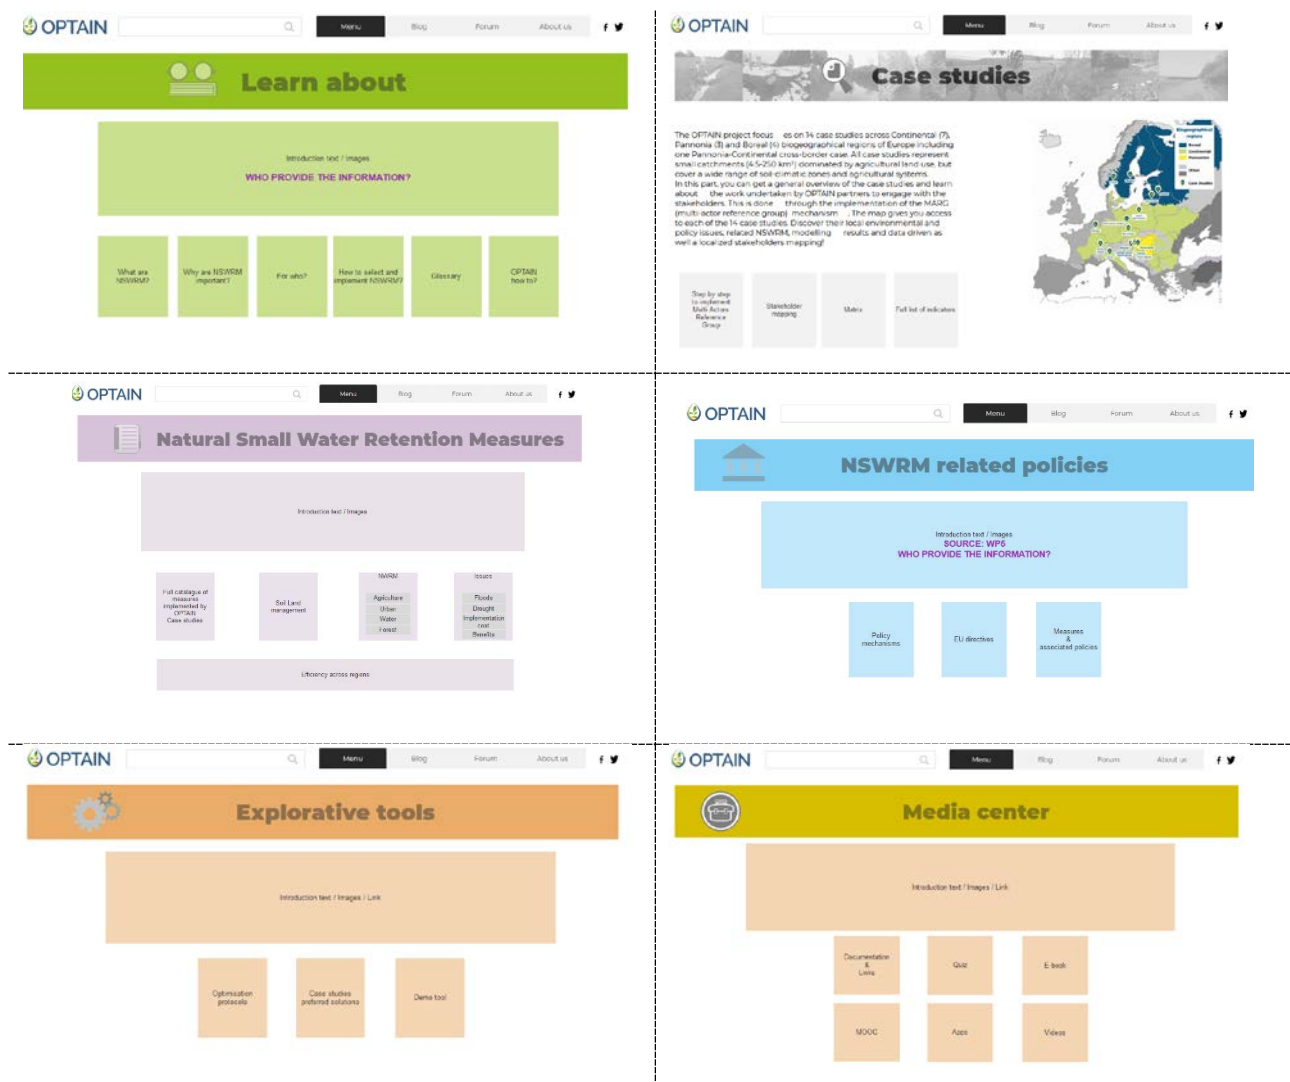 OPTAIN
Menu
Blog
Forum
About us
Learn about
Introduction text / Images
WHO PROVIDE THE INFORMATION?
What are
NSWRM?
Why are NSWRM
important?
For who?
How to select and
implement NSWRM?
Glossary
OPTAIN
how to?
OPTAIN
Menu
Blog
Forum
About us
Case studies
The OPTAIN project focus es on 14 case studies across Continental (7),
Pannonia (3) and Boreal (4) biogeographical regions of Europe including
one Pannonia-Continental cross-border case. All case studies represent
small catchments (4.5-250 km²) dominated by agricultural land use, but
cover a wide range of soil-climatic zones and agricultural systems.
In this part, you can get a general overview of the case studies and learn
about the work undertaken by OPTAIN partners to engage with the
stakeholders. This is done through the implementation of the MARG
(multi-actor reference group) mechanism . The map gives you access
to each of the 14 case studies. Discover their local environmental and
policy issues, related NSWRM, modelling results and data driven as
well a localized stakeholders mapping!
Biogeographical
regions
Boreal
Continental
Pannonian
Other
Case Studies
Step by step
to implement
Multi Actors
Reference
Group
Stakeholder
mapping
Matrix
Full list of indicators
OPTAIN
Menu
Blog
Forum
About us
Natural Small Water Retention Measures
Introduction text / Images
Full catalogue of
measures
implemented by
OPTAIN
Case studies
Soil Land
management
NWRM
Agriculture
Urban
Water
Forest
Issues
Floods
Drought
Implementation
cost
Benefits
Efficiency across regions
OPTAIN
Menu
Blog
Forum
About us
NSWRM related policies
Introduction text / Images
SOURCE: WP6
WHO PROVIDE THE INFORMATION?
Policy
mechanisms
EU directives
Measures
&
associated policies
OPTAIN
Menu
Blog
Forum
About us
Explorative tools
Introduction text / Images / Link
Optimisation
protocols
Case studies
preferred solutions
Demo tool
OPTAIN
Menu
Blog
Forum
About us
Media center
Introduction text / Images / Link
Documentation
&
Links
Quiz
E-book
MOOC
Apps
Videos